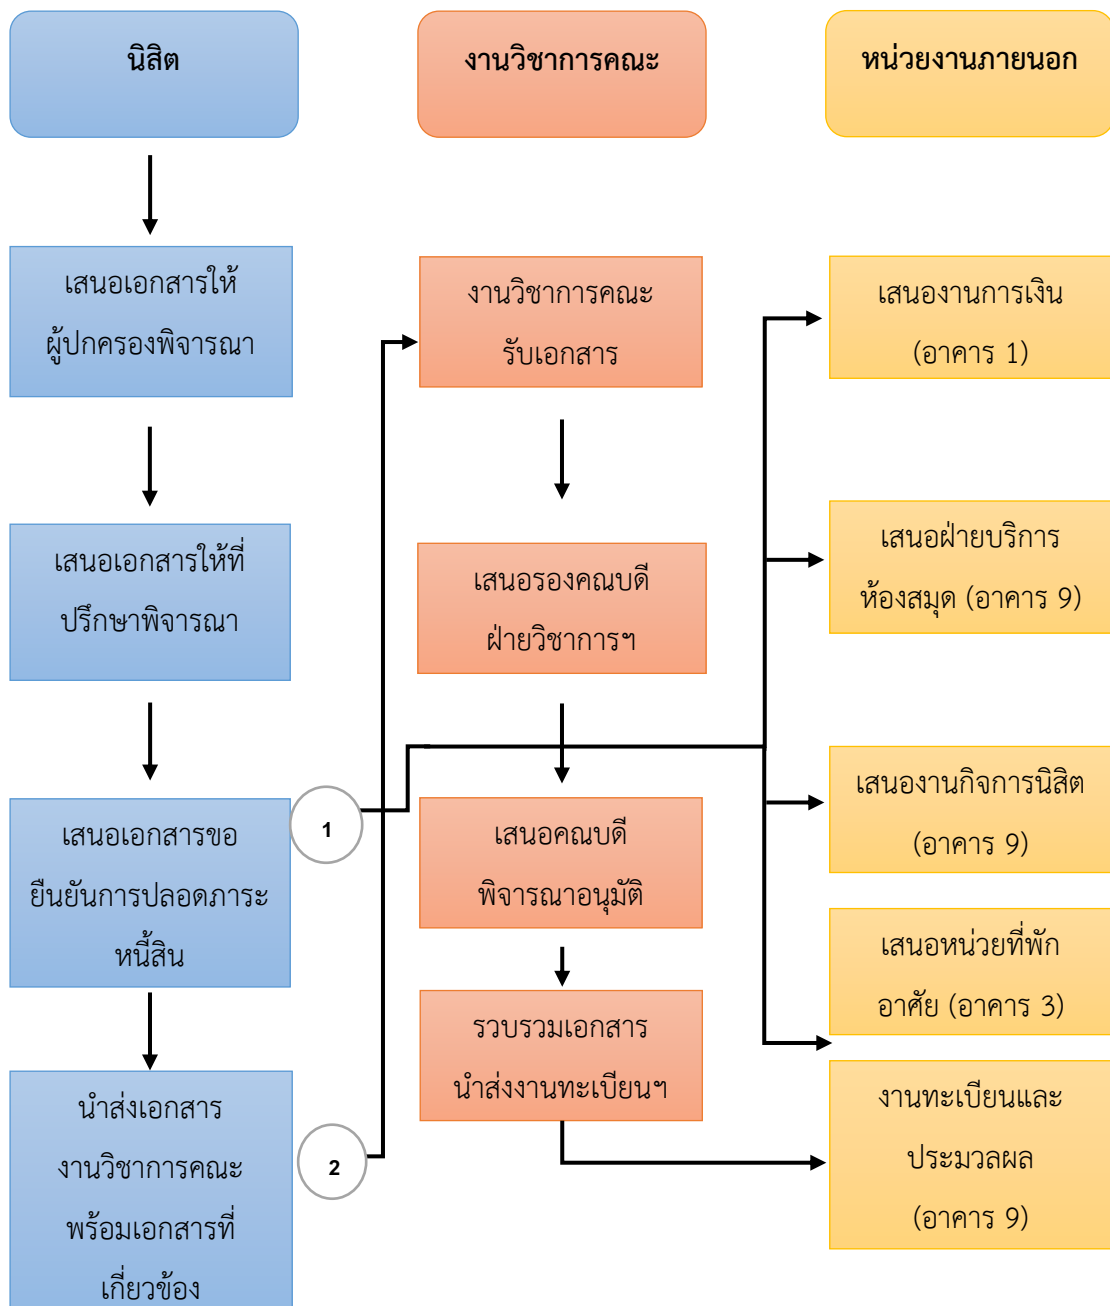 นิสิต
งานวิชาการคณะ
หน่วยงานภายนอก
เสนอเอกสารให้
ผู้ปกครองพิจารณา
เสนอเอกสารให้ที่
ปรึกษาพิจารณา
เสนอเอกสารขอ
ยืนยันการปลอดภาระ
หนี้สิน
1
นำส่งเอกสาร
งานวิชาการคณะ
พร้อมเอกสารที่
เกี่ยวข้อง
2
งานวิชาการคณะ
รับเอกสาร
เสนอรองคณบดี
ฝ่ายวิชาการฯ
เสนอคณบดี
พิจารณาอนุมัติ
รวบรวมเอกสาร
นำส่งงานทะเบียนฯ
เสนองานการเงิน
(อาคาร 1)
เสนอฝ่ายบริการ
ห้องสมุด (อาคาร 9)
เสนองานกิจการนิสิต
(อาคาร 9)
เสนอหน่วยที่พัก
อาศัย (อาคาร 3)
งานทะเบียนและ
ประมวลผล
(อาคาร 9)